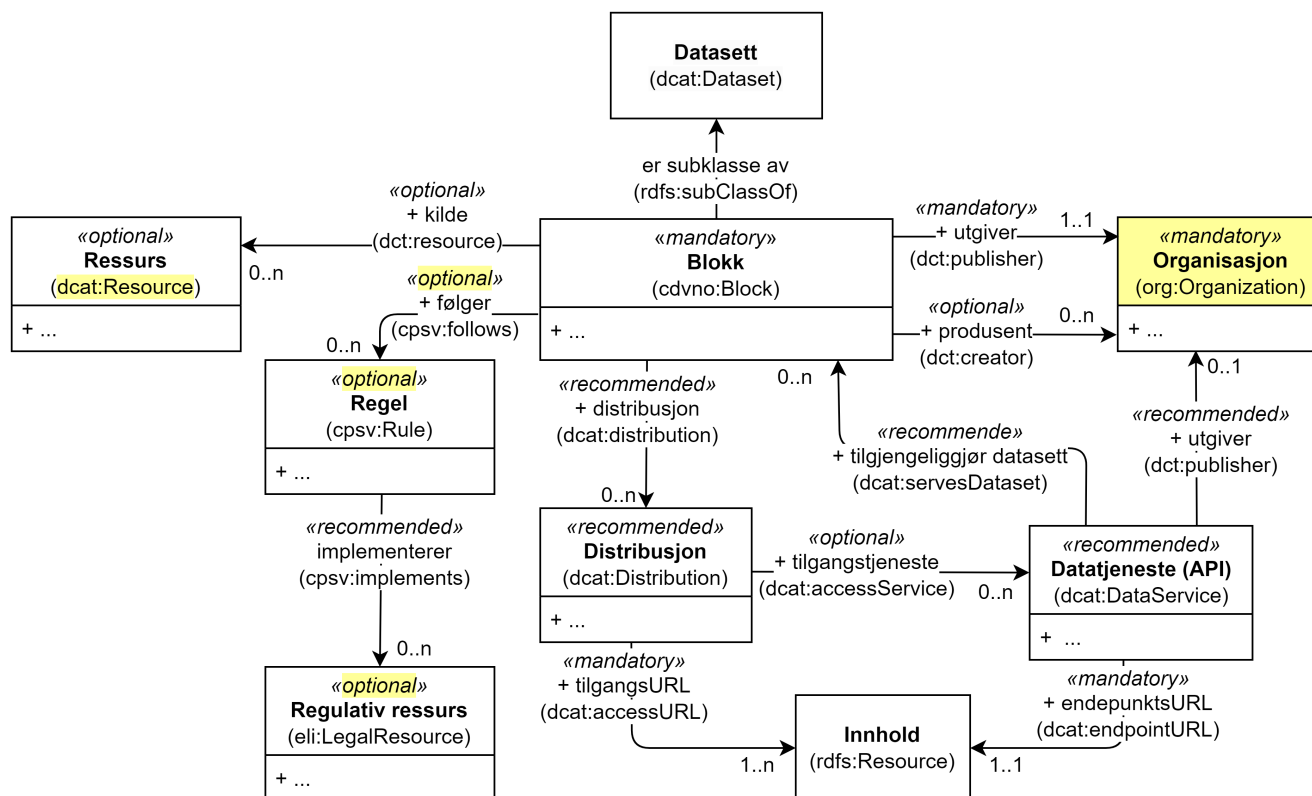 Datasett
(dcat:Dataset)
er subklasse av
(rdfs:subClassOf)
«optional»
+ kilde
(dct:resource)
0..n
«optional»
Ressurs
(dcat:Resource)
+ ...
«mandatory»
Blokk
(cdvno:Block)
+ ...
«mandatory»
+ utgiver
(dct:publisher)
1..1
«mandatory»
Organisasjon
(org:Organization)
+ ...
«optional»
+ følger
(cpsv:follows)
0..n
«optional»
+ produsent
(dct:creator)
0..n
«optional»
Regel
(cpsv:Rule)
+ ...
«recommended»
+ distribusjon
(dcat:distribution)
0..n
0..n
«recommende»
+ tilgjengeliggjør datasett
(dcat:servesDataset)
0..1
«recommended»
+ utgiver
(dct:publisher)
«recommended»
implementerer
(cpsv:implements)
0..n
«recommended»
Distribusjon
(dcat:Distribution)
+ ...
«optional»
+ tilgangstjeneste
(dcat:accessService)
0..n
«recommended»
Datatjeneste (API)
(dcat:DataService)
+ ...
«optional»
Regulativ ressurs
(eli:LegalResource)
+ ...
«mandatory»
+ tilgangsURL
(dcat:accessURL)
1..n
Innhold
(rdfs:Resource)
«mandatory»
+ endepunktsURL
(dcat:endpointURL)
1..1